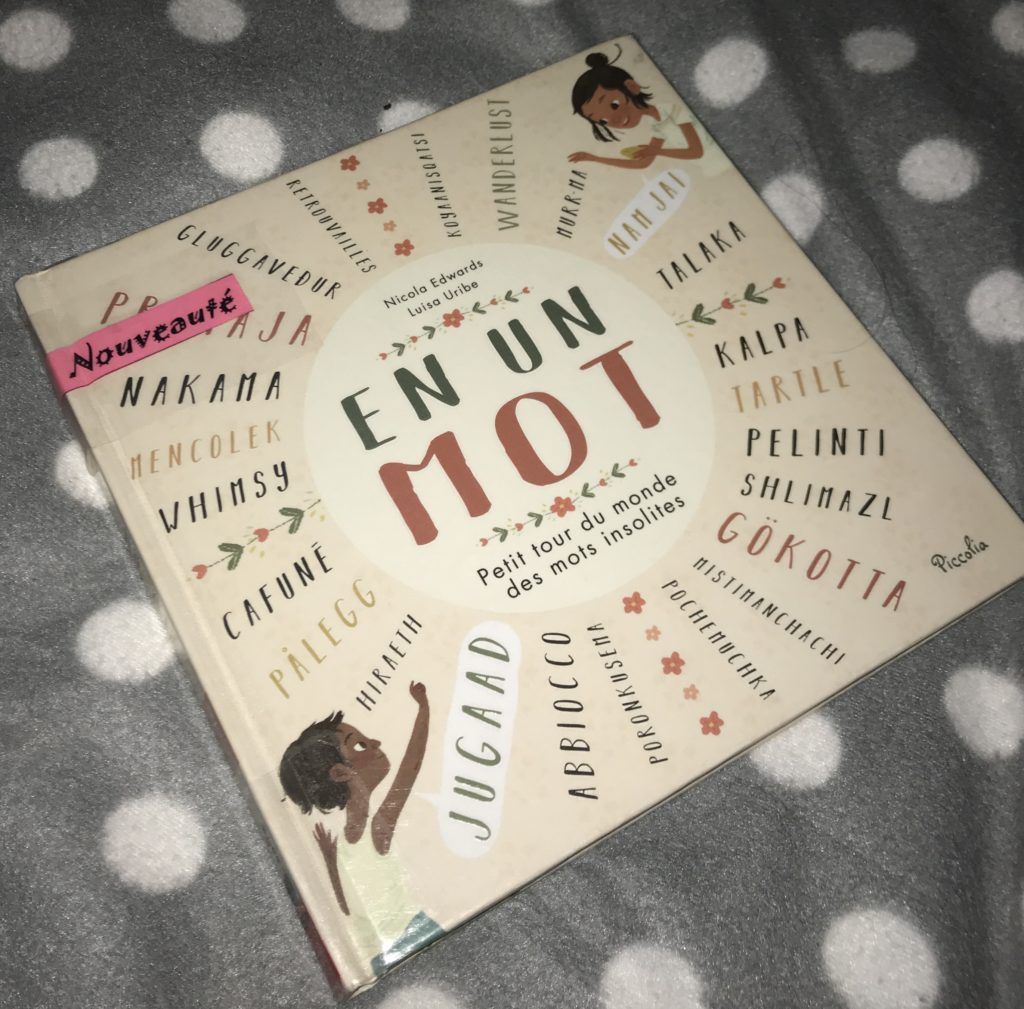 Nicola Edwards
Luisa Uribe
EN UN
MOT
Petit tour du monde
des mots insolites
Nouveauté
GLUGGAVEDUR
RETROUVAILLES
KOYAANISQATSI
WANDERLUST
MURR-MA
NAM JAI
TALAKA
KALPA
TARTLE
PELINTI
SHLIMAZL
GÖKOTTA
MISTIMANCHACHI
POCHEMUCHKA
PORONKUSEMA
ABBIOCCO
JUGAAD
HIRAETH
PÅLEGG
CAFUNÉ
WHIMSY
MENCOLEK
NAKAMA
Piccolia